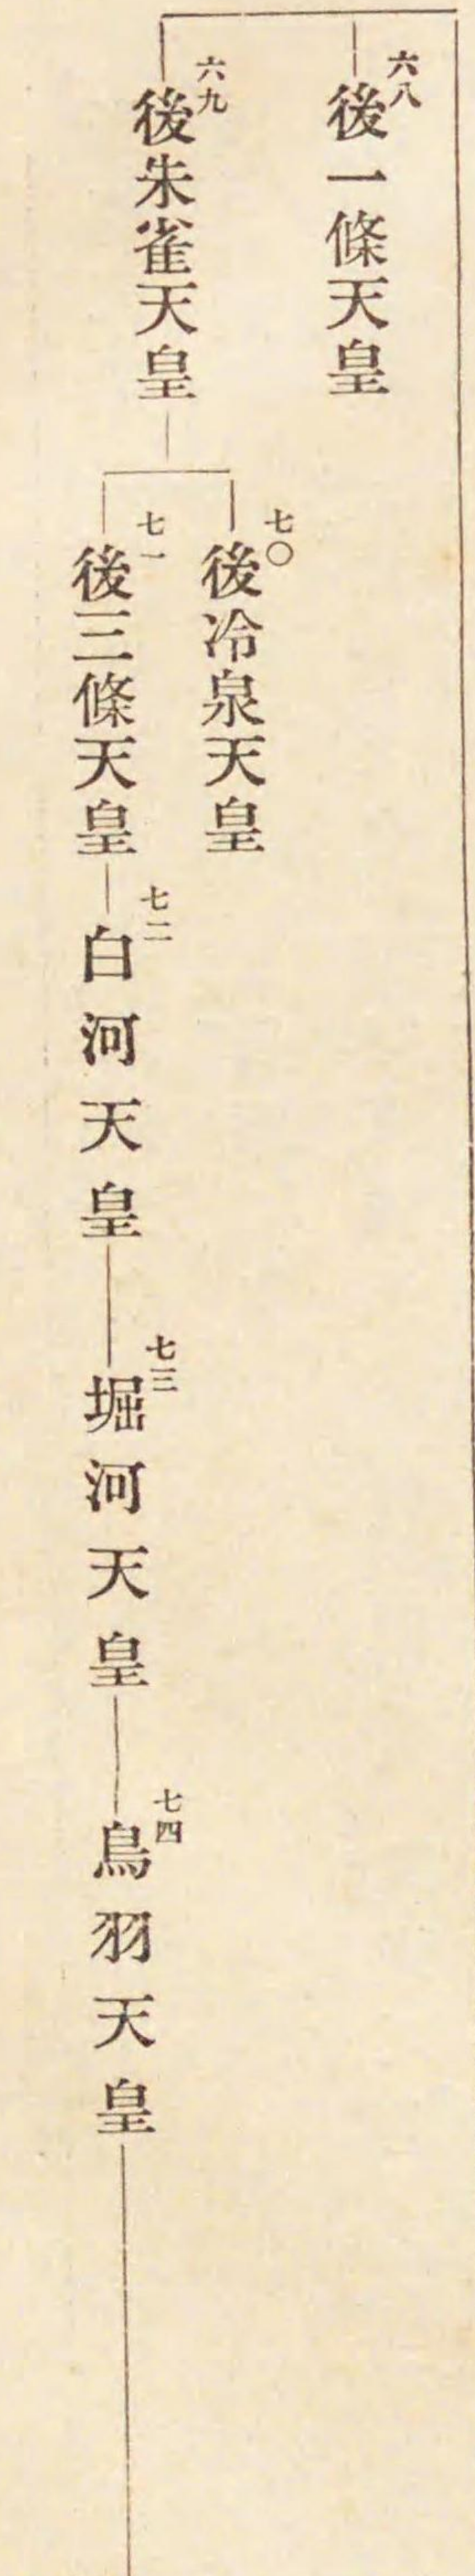 六八
後一條天皇
六九
後朱雀天皇
七〇
後冷泉天皇
七一
後三條天皇
七二
白河天皇
七三
堀河天皇
七四
鳥羽天皇